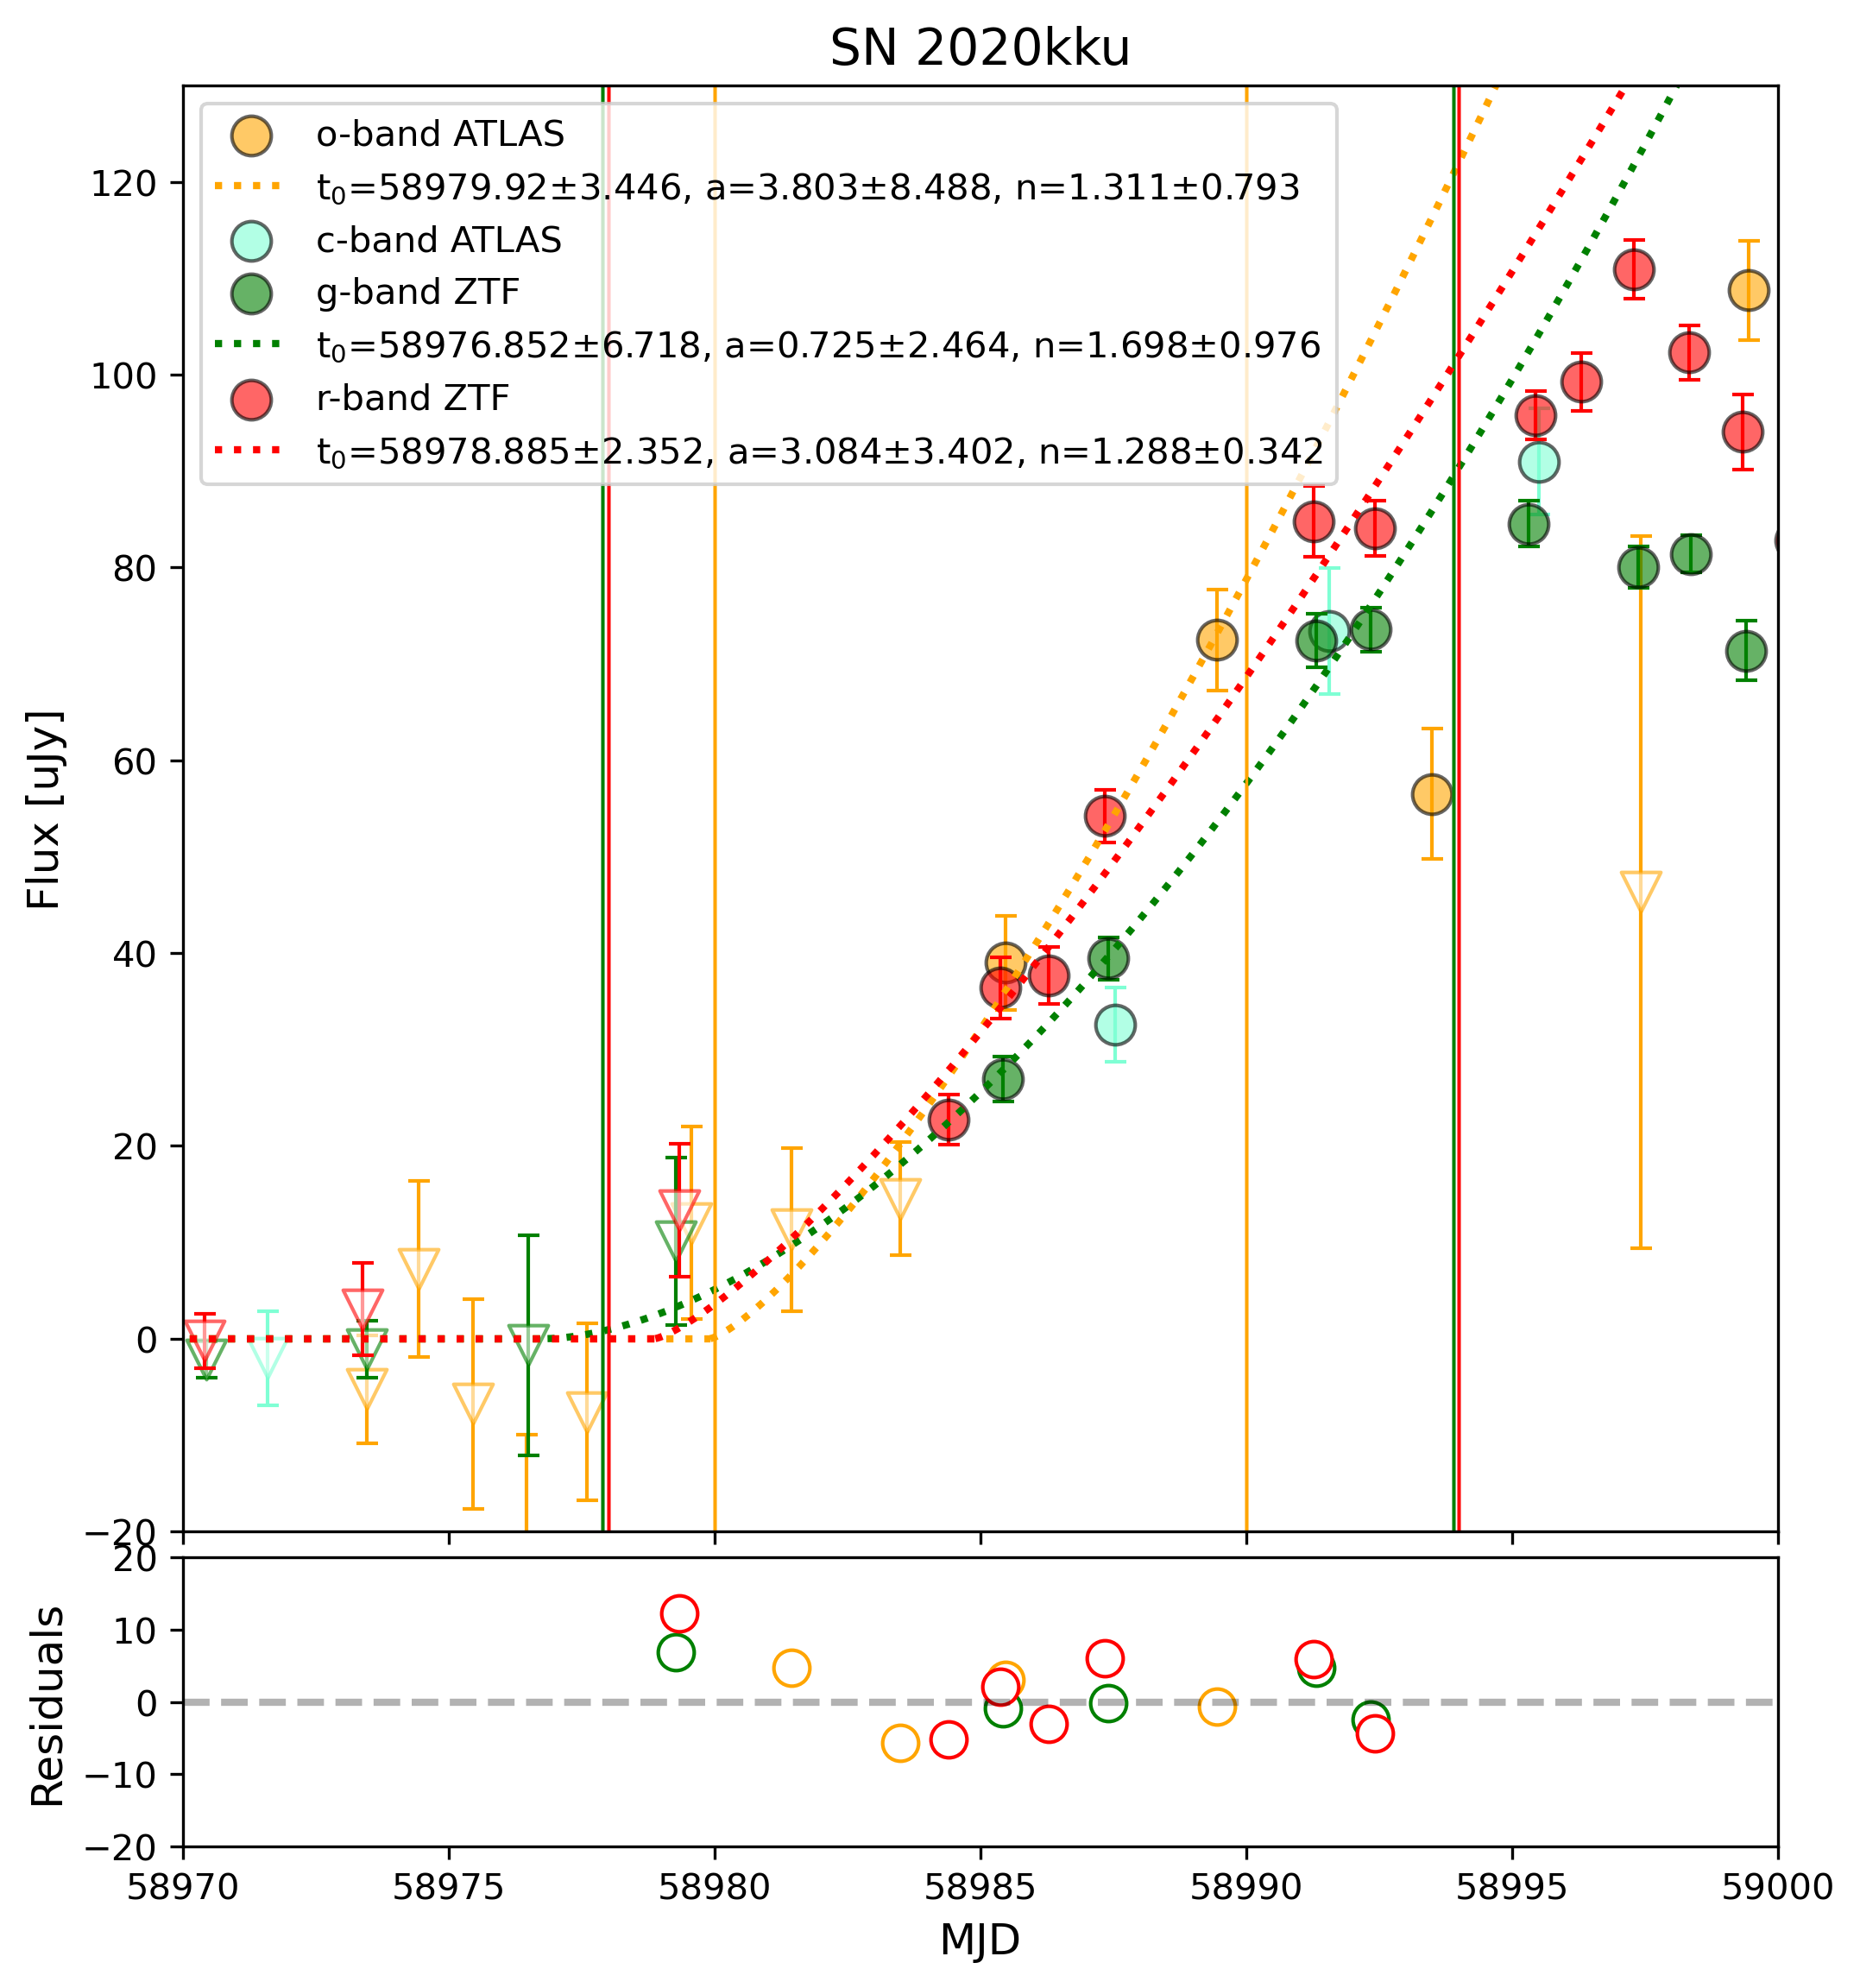 SN 2020kku
o-band ATLAS
t₀=58979.92±3.446, a=3.803±8.488, n=1.311±0.793
c-band ATLAS
g-band ZTF
t₀=58976.852±6.718, a=0.725±2.464, n=1.698±0.976
r-band ZTF
t₀=58978.885±2.352, a=3.084±3.402, n=1.288±0.342
120
100
80
60
40
20
0
−20
Flux [uJy]
20
10
0
−10
−20
Residuals
58970 58975 58980 58985 58990 58995 59000
MJD